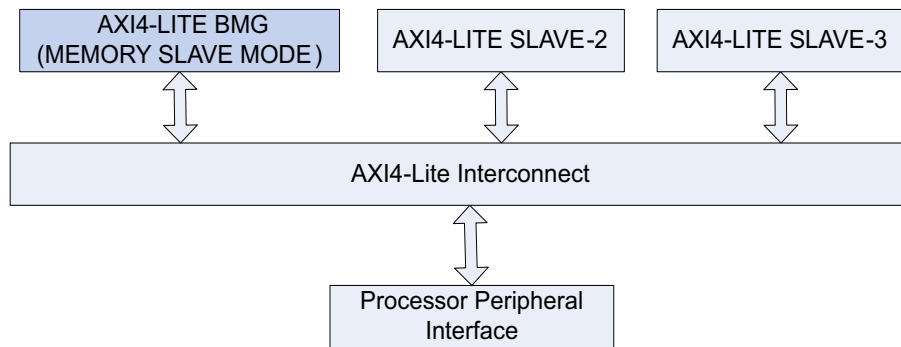 AXI4-LITE BMG
(MEMORY SLAVE MODE)
AXI4-LITE SLAVE-2
AXI4-LITE SLAVE-3
AXI4-Lite Interconnect
Processor Peripheral
Interface